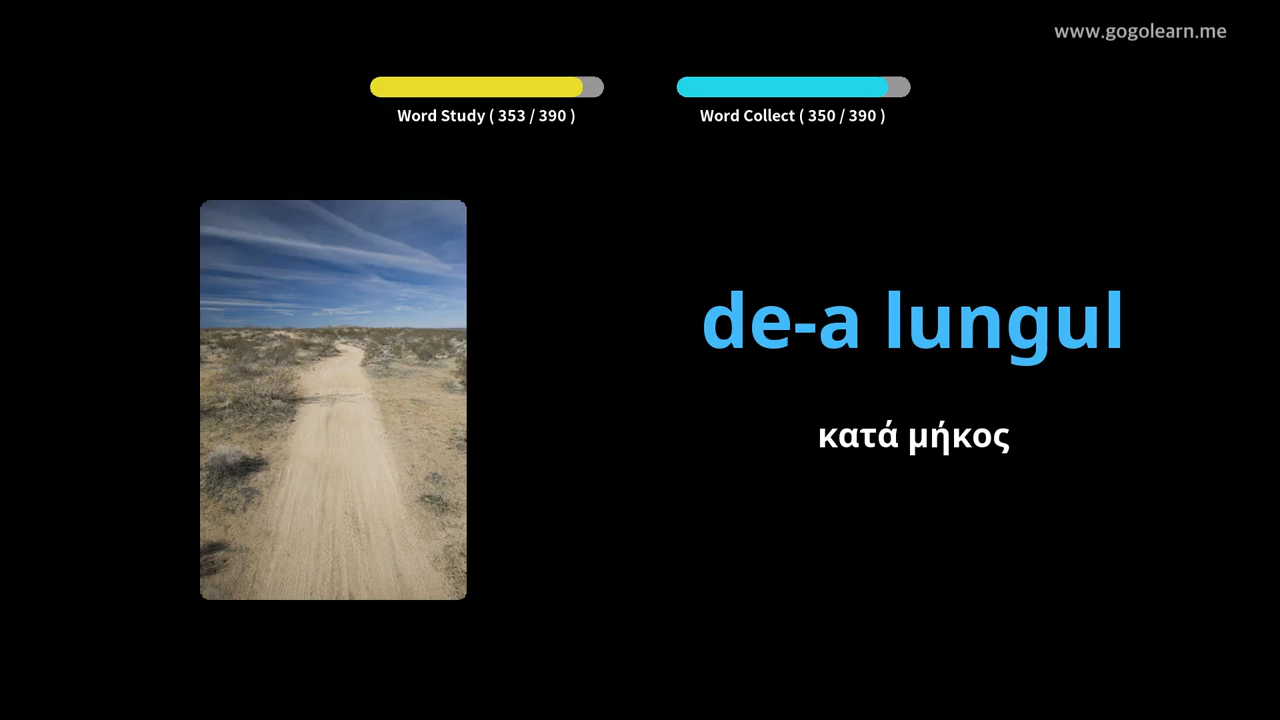 www.gogolearn.me
Word Study ( 353 / 390 )
Word Collect ( 350 / 390 )
de-a lungul
κατά μήκος